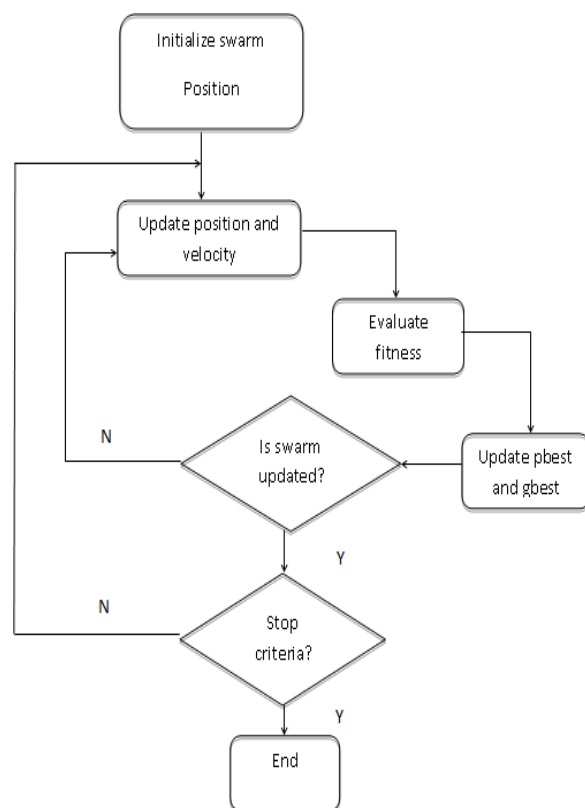 Initialize swarm
Position
Update position and
velocity
Evaluate
fitness
Update pbest
and gbest
Is swarm
updated?
N
Y
Stop
criteria?
N
Y
End